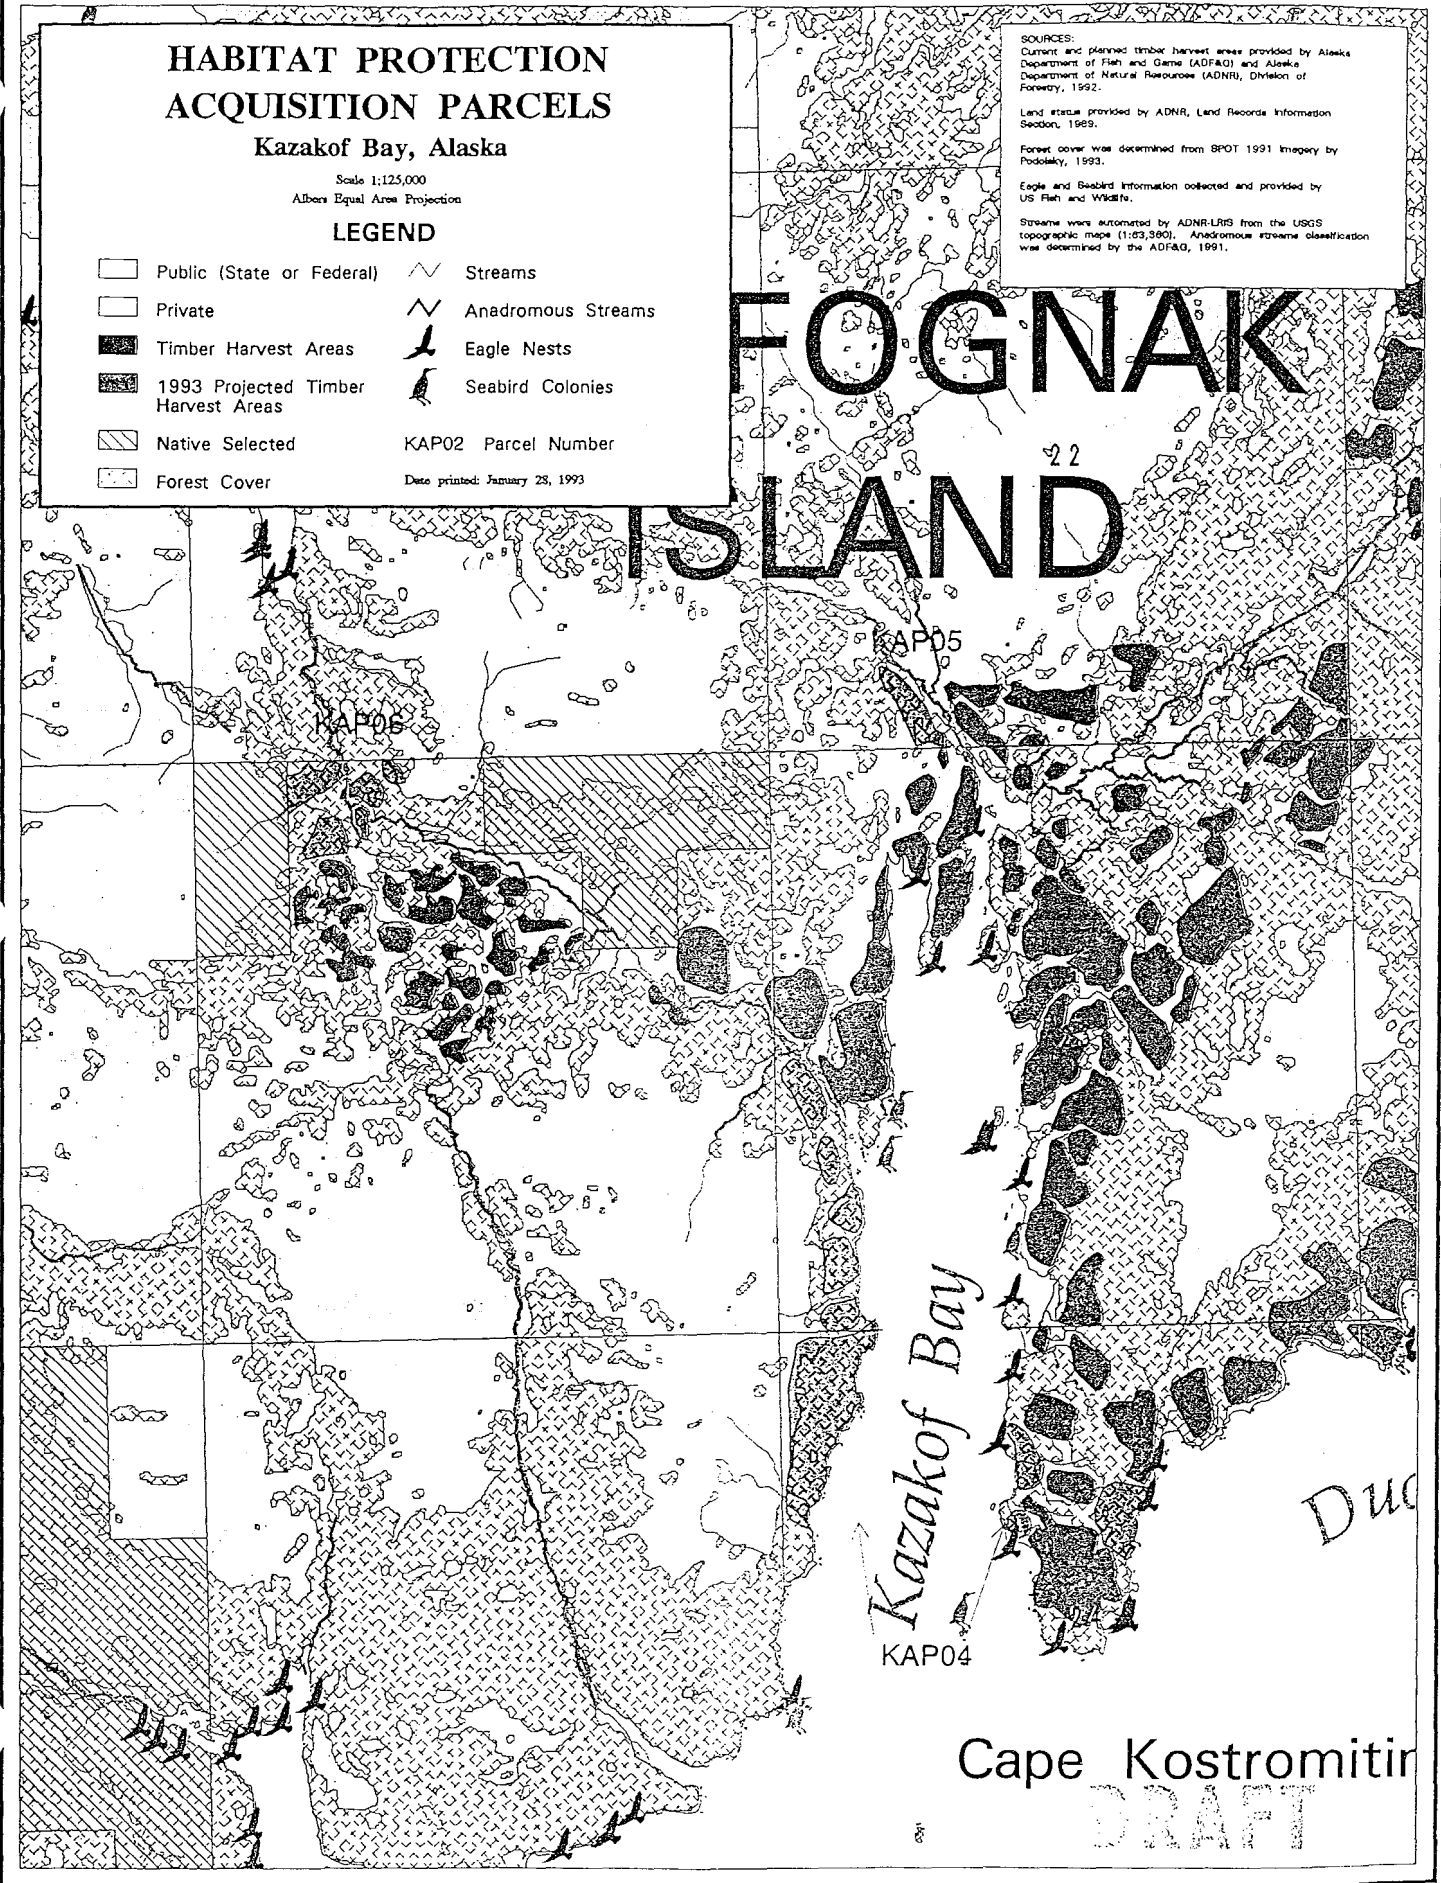 HABITAT PROTECTION
ACQUISITION PARCELS
Kazakof Bay, Alaska
Scale 1:125,000
Albers Equal Area Projection
LEGEND
Public (State or Federal)
Private
Timber Harvest Areas
1993 Projected Timber
Harvest Areas
Native Selected
Forest Cover
Streams
Anadromous Streams
Eagle Nests
Seabird Colonies
KAP02 Parcel Number
Date printed: January 28, 1993
SOURCES:
Current and planned timber harvest areas provided by Alaska
Department of Fish and Game (ADF&G) and Alaska
Department of Natural Resources (ADNR), Division of
Forestry, 1992.
Land status provided by ADNR, Land Records Information
Section, 1989.
Forest cover was determined from SPOT 1991 Imagery by
Podolsky, 1993.
Eagle and Seabird information collected and provided by
US Fish and Wildlife.
Streams were automated by ADNR-LRIS from the USGS
topographic maps (1:63,360). Anadromous streams classification
was determined by the ADF&G, 1991.
FOGNAK
22
ISLAND
KAP05
KAP06
Kazakof Bay
Duc
KAP04
Cape Kostromitin
DRAFT